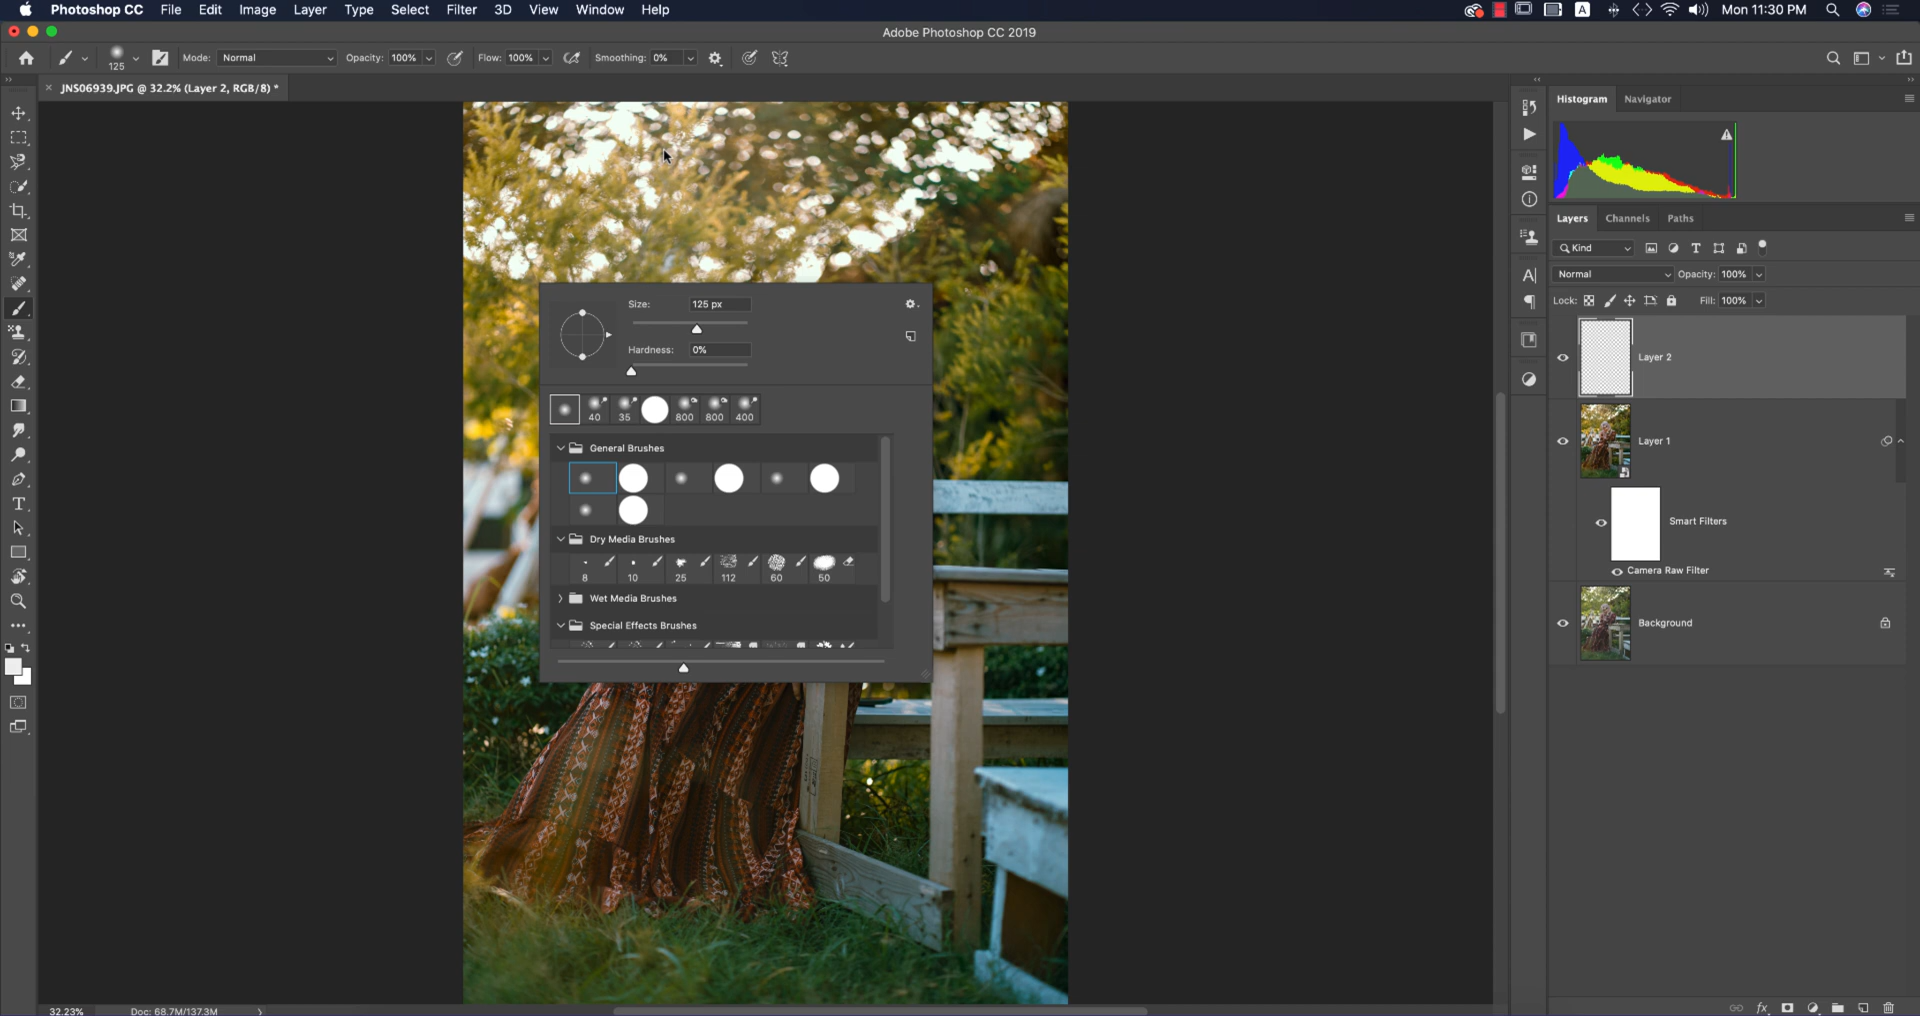 Photoshop CC File Edit Image Layer Type Select Filter 3D View Window Help
A Mon 11:30 PM
Adobe Photoshop CC 2019
125 Mode: Normal Opacity: 100% Flow: 100% Smoothing: 0%
JNS06939.JPG @ 32.2% (Layer 2, RGB/8) *
Histogram Navigator
Layers Channels Paths
Kind
Normal Opacity: 100%
Lock: Fill: 100%
Layer 2
Layer 1
Smart Filters
Camera Raw Filter
Background
Size: 125 px
Hardness: 0%
40 35 800 800 400
General Brushes
Dry Media Brushes
8 10 25 112 60 50
Wet Media Brushes
Special Effects Brushes
32.23% Doc: 68.7M/137.3M
fx